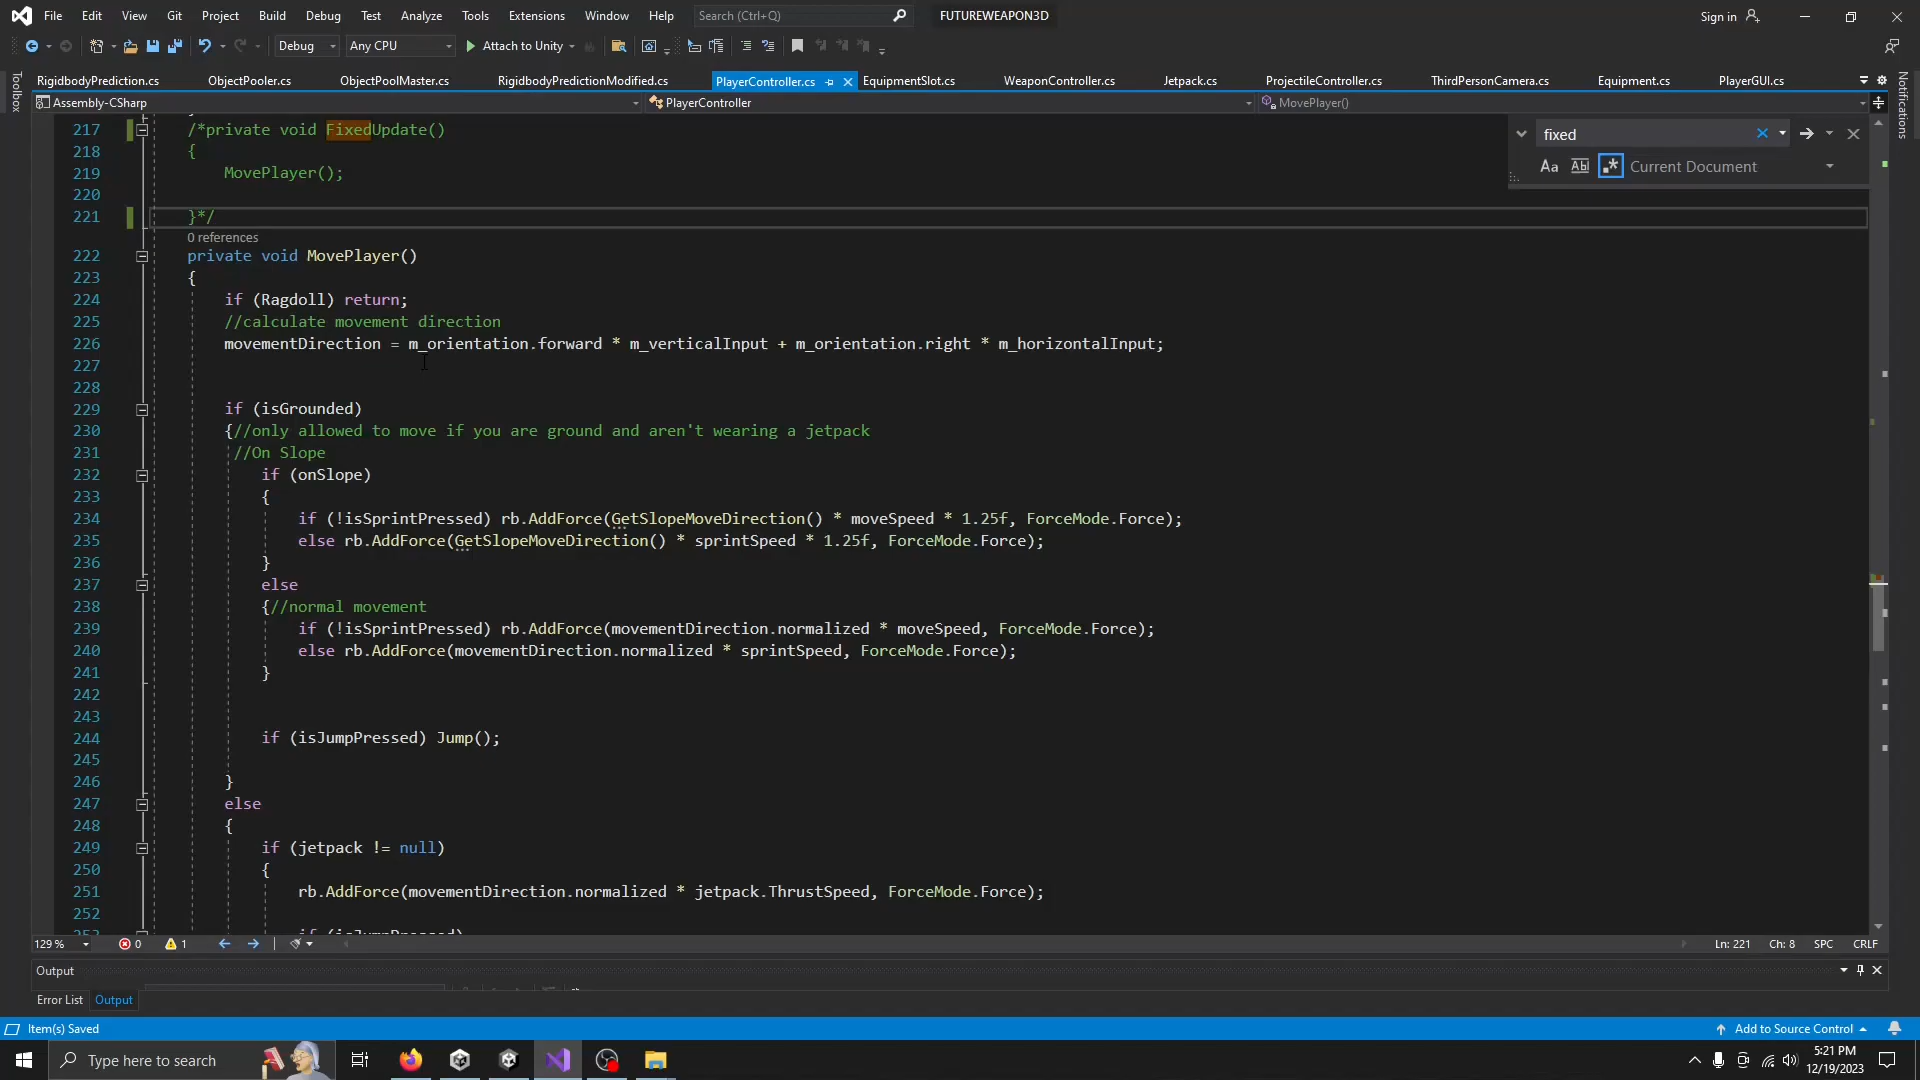 File Edit View Git Project Build Debug Test Analyze Tools Extensions Window Help Search (Ctrl+Q) FUTUREWEAPON3D Sign in
Debug Any CPU Attach to Unity
Toolbox
RigidbodyPrediction.cs ObjectPooler.cs ObjectPoolMaster.cs RigidbodyPredictionModified.cs PlayerController.cs EquipmentSlot.cs WeaponController.cs Jetpack.cs ProjectileController.cs ThirdPersonCamera.cs Equipment.cs PlayerGUI.cs
Notifications
Assembly-CSharp PlayerController MovePlayer()
fixed
Aa Ab Current Document
217 /*private void FixedUpdate()
218 {
219 MovePlayer();
220
221 }*/
0 references
222 private void MovePlayer()
223 {
224 if (Ragdoll) return;
225 //calculate movement direction
226 movementDirection = m_orientation.forward * m_verticalInput + m_orientation.right * m_horizontalInput;
227
228
229 if (isGrounded)
230 {//only allowed to move if you are ground and aren't wearing a jetpack
231 //On Slope
232 if (onSlope)
233 {
234 if (!isSprintPressed) rb.AddForce(GetSlopeMoveDirection() * moveSpeed * 1.25f, ForceMode.Force);
235 else rb.AddForce(GetSlopeMoveDirection() * sprintSpeed * 1.25f, ForceMode.Force);
236 }
237 else
238 {//normal movement
239 if (!isSprintPressed) rb.AddForce(movementDirection.normalized * moveSpeed, ForceMode.Force);
240 else rb.AddForce(movementDirection.normalized * sprintSpeed, ForceMode.Force);
241 }
242
243
244 if (isJumpPressed) Jump();
245
246 }
247 else
248 {
249 if (jetpack != null)
250 {
251 rb.AddForce(movementDirection.normalized * jetpack.ThrustSpeed, ForceMode.Force);
252
129 % 0 1 Ln: 221 Ch: 8 SPC CRLF
Output
Error List Output
Item(s) Saved Add to Source Control
Type here to search 5:21 PM
12/19/2023